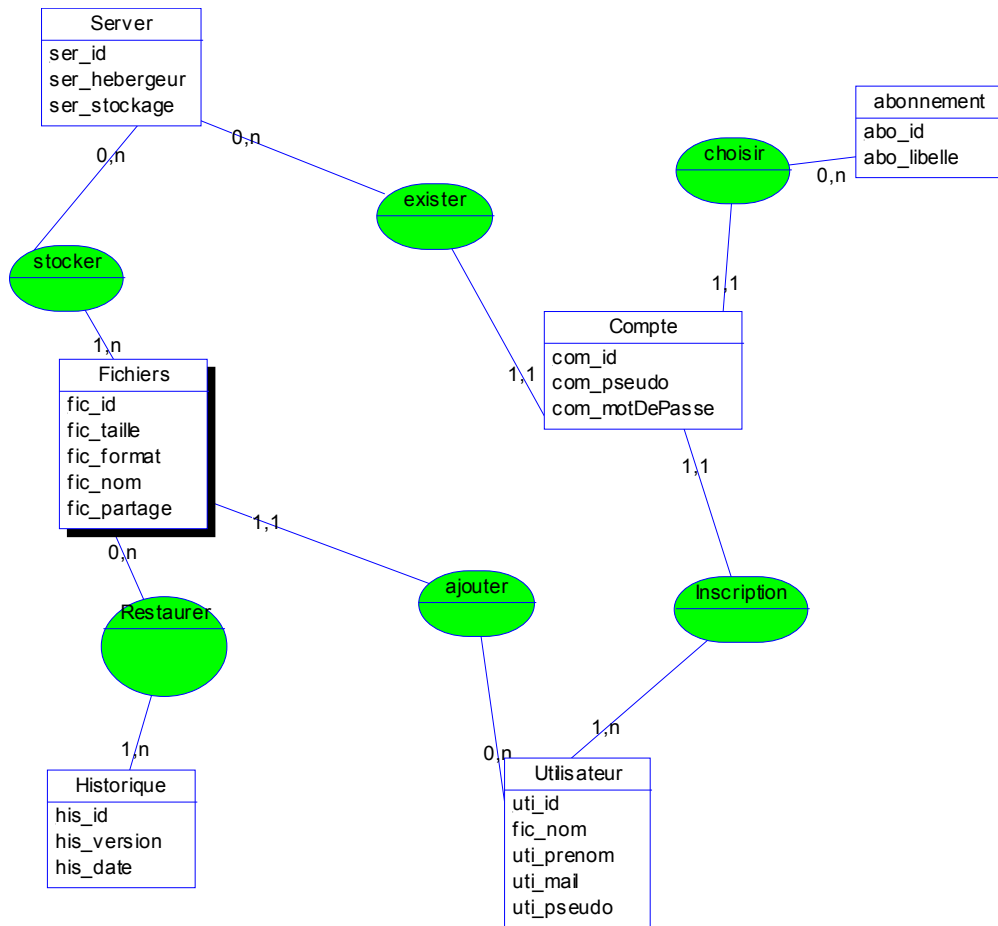 Server
ser_id
ser_hebergeur
ser_stockage
abonnement
abo_id
abo_libelle
0,n
0,n
choisir
0,n
exister
stocker
1,1
1,n
Compte
com_id
com_pseudo
com_motDePasse
1,1
Fichiers
fic_id
fic_taille
fic_format
fic_nom
fic_partage
1,1
1,1
0,n
ajouter
Inscription
Restaurer
1,n
0,n
1,n
Historique
his_id
his_version
his_date
Utilisateur
uti_id
fic_nom
uti_prenom
uti_mail
uti_pseudo